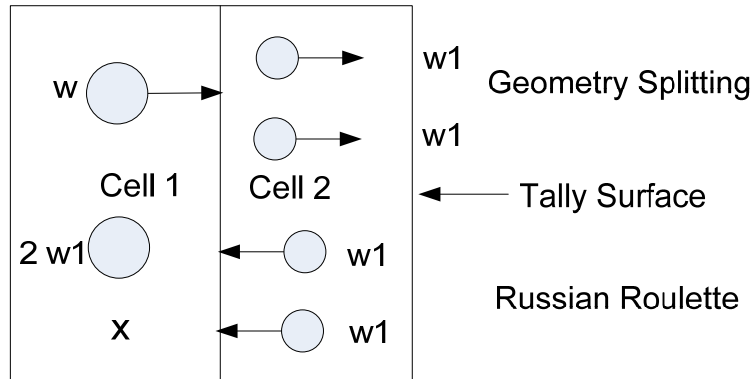 w
w1
Geometry Splitting
w1
Cell 1
Cell 2
Tally Surface
2 w1
w1
Russian Roulette
x
w1